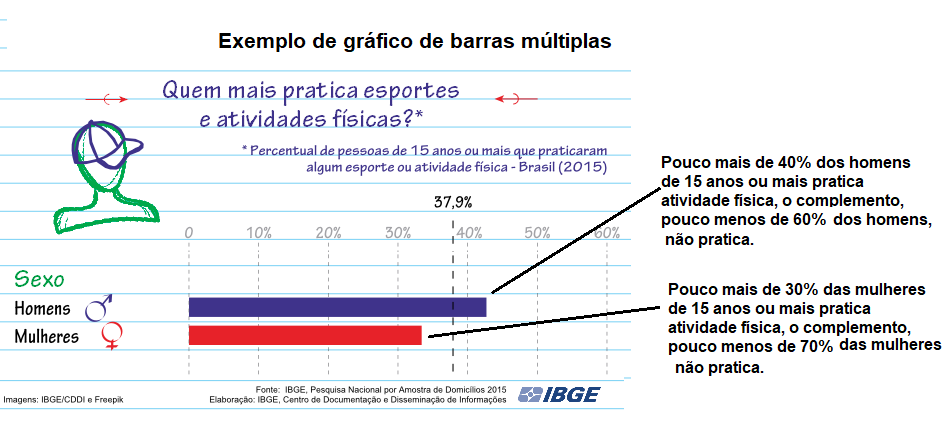 Exemplo de gráfico de barras múltiplas
Quem mais pratica esportes
e atividades físicas?*
* Percentual de pessoas de 15 anos ou mais que praticaram
algum esporte ou atividade física - Brasil (2015)
37,9%
0 10% 20% 30% 40% 50% 60%
Sexo
Homens
Mulheres
Pouco mais de 40% dos homens
de 15 anos ou mais pratica
atividade física, o complemento,
pouco menos de 60% dos homens,
não pratica.
Pouco mais de 30% das mulheres
de 15 anos ou mais pratica
atividade física, o complemento,
pouco menos de 70% das mulheres
não pratica.
Fonte: IBGE, Pesquisa Nacional por Amostra de Domicílios 2015
Imagens: IBGE/CDDI e Freepik
Elaboração: IBGE, Centro de Documentação e Disseminação de Informações
IBGE